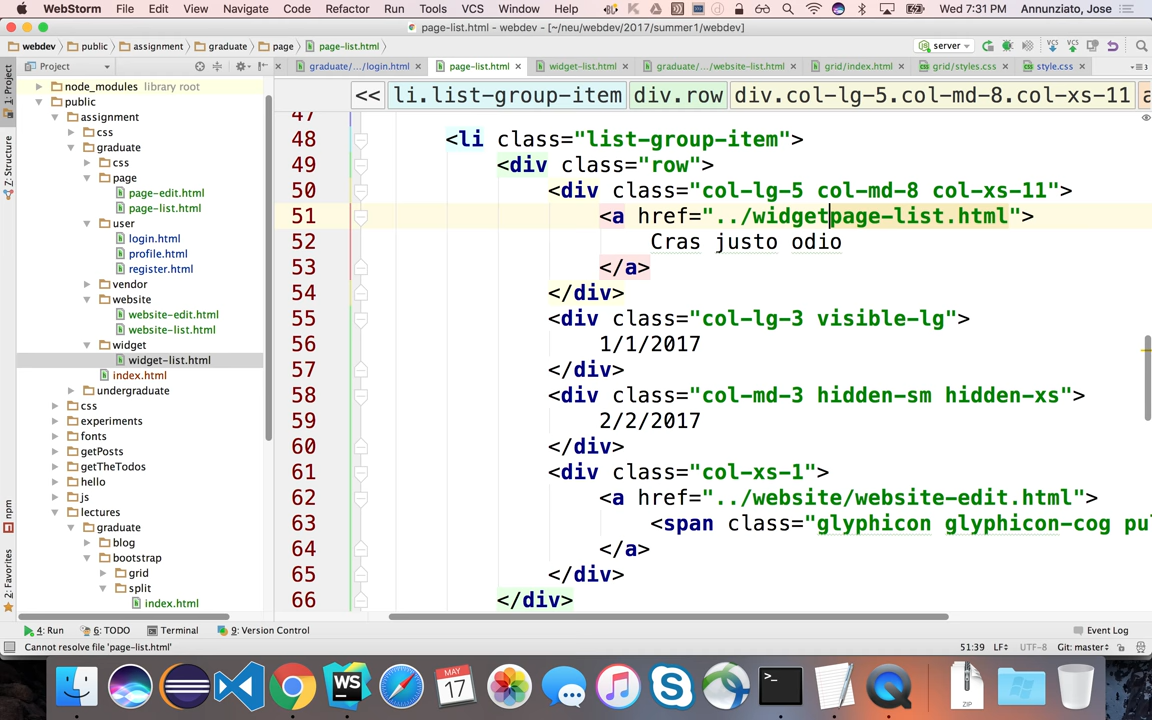 WebStorm File Edit View Navigate Code Refactor Run Tools VCS Window Help Wed 7:31 PM Annunziato, Jose
page-list.html - webdev - [~/neu/webdev/2017/summer1/webdev]
webdev public assignment graduate page page-list.html server
Project graduate/.../login.html page-list.html widget-list.html graduate/.../website-list.html grid/index.html grid/styles.css style.css
1: Project
Z: Structure
npm
2: Favorites
node_modules library root
public
assignment
css
graduate
css
page
page-edit.html
page-list.html
user
login.html
profile.html
register.html
vendor
website
website-edit.html
website-list.html
widget
widget-list.html
index.html
undergraduate
css
experiments
fonts
getPosts
getTheTodos
hello
js
lectures
graduate
blog
bootstrap
grid
split
index.html
<< li.list-group-item div.row div.col-lg-5.col-md-8.col-xs-11 a
47
48 <li class="list-group-item">
49 <div class="row">
50 <div class="col-lg-5 col-md-8 col-xs-11">
51 <a href="../widgetpage-list.html">
52 Cras justo odio
53 </a>
54 </div>
55 <div class="col-lg-3 visible-lg">
56 1/1/2017
57 </div>
58 <div class="col-md-3 hidden-sm hidden-xs">
59 2/2/2017
60 </div>
61 <div class="col-xs-1">
62 <a href="../website/website-edit.html">
63 <span class="glyphicon glyphicon-cog pu
64 </a>
65 </div>
66 </div>
4: Run 6: TODO Terminal 9: Version Control Event Log
Cannot resolve file 'page-list.html' 51:39 LF UTF-8 Git: master
WS MAY 17 >_ ZIP